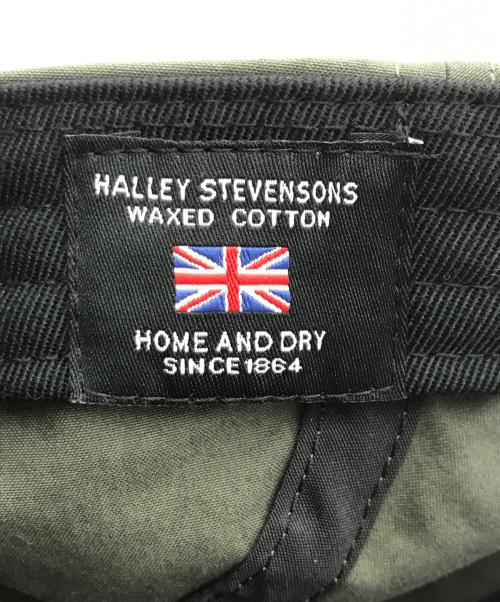 HALLEY STEVENSONS
WAXED COTTON
HOME AND DRY
SINCE 1864